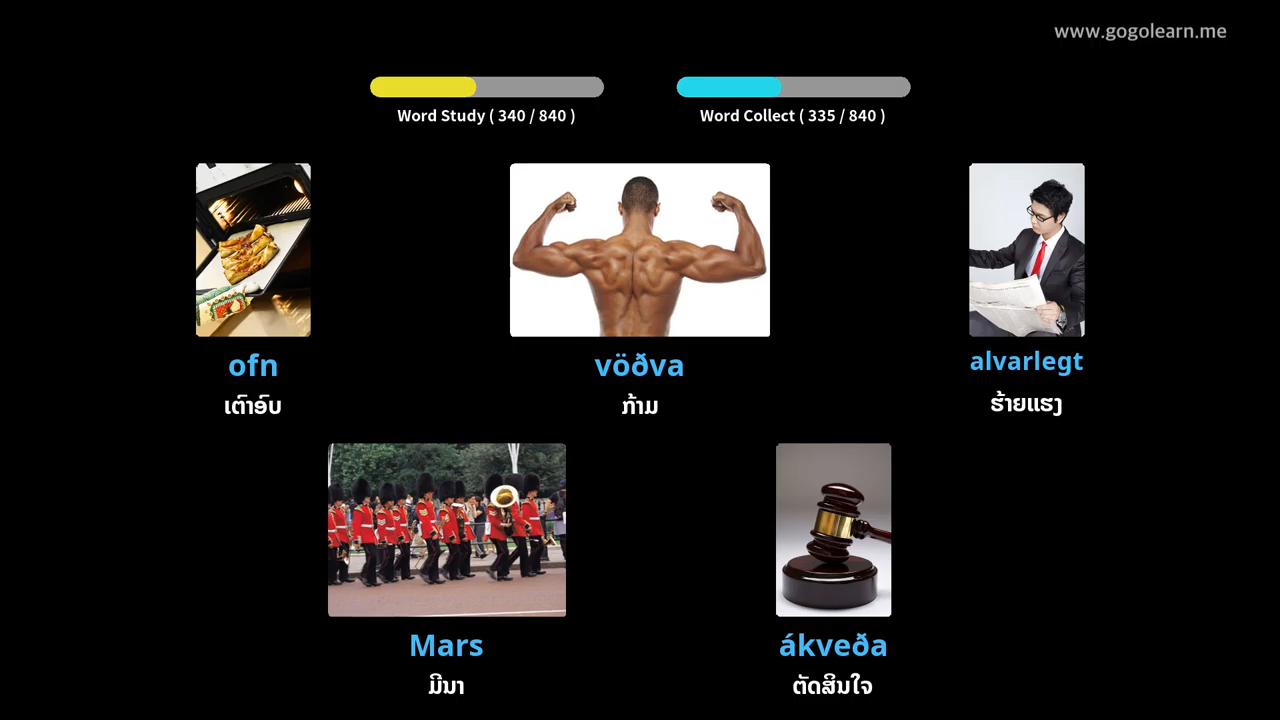 www.gogolearn.me
Word Study ( 340 / 840 )
Word Collect ( 335 / 840 )
ofn
ເຕົາອົບ
vöðva
ກ້າມ
alvarlegt
ຮ້າຍແຮງ
Mars
ມີນາ
ákveða
ຕັດສິນໃຈ